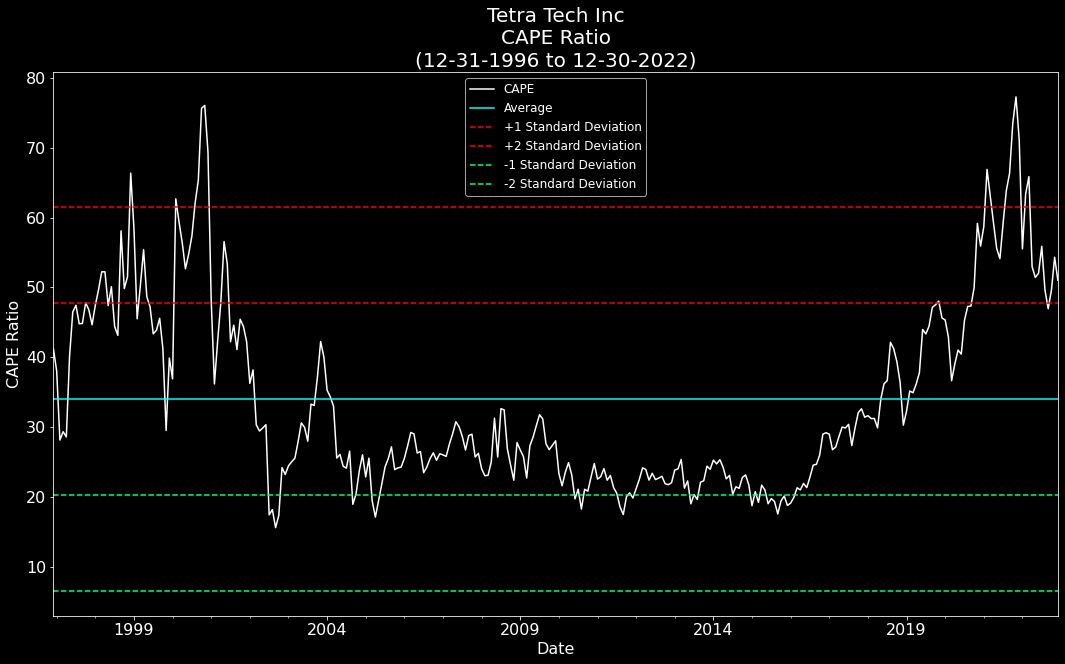 Tetra Tech Inc
CAPE Ratio
(12-31-1996 to 12-30-2022)
CAPE
Average
+1 Standard Deviation
+2 Standard Deviation
-1 Standard Deviation
-2 Standard Deviation
80
70
60
50
40
30
20
10
CAPE Ratio
1999
2004
2009
2014
2019
Date